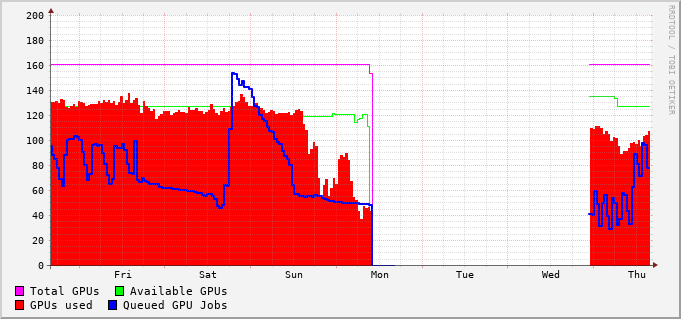 200
180
160
140
120
100
80
60
40
20
0
Fri Sat Sun Mon Tue Wed Thu
Total GPUs Available GPUs
GPUs used Queued GPU Jobs
RRDTOOL / TOBI OETIKER